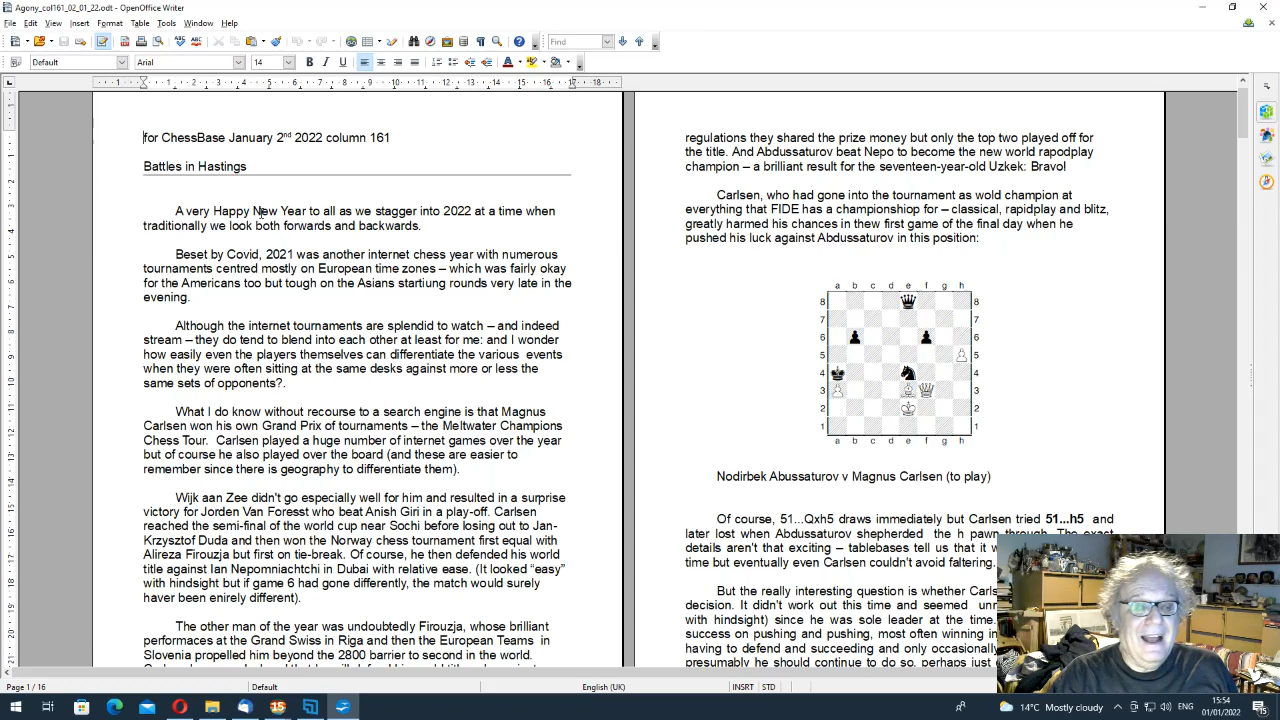 Agony_col161_02_01_22.odt - OpenOffice Writer
File Edit View Insert Format Table Tools Window Help
Find
Default Arial 14
for ChessBase January 2nd 2022 column 161
Battles in Hastings
A very Happy New Year to all as we stagger into 2022 at a time when
traditionally we look both forwards and backwards.
Beset by Covid, 2021 was another internet chess year with numerous
tournaments centred mostly on European time zones – which was fairly okay
for the Americans too but tough on the Asians startiung rounds very late in the
evening.
Although the internet tournaments are splendid to watch – and indeed
stream – they do tend to blend into each other at least for me: and I wonder
how easily even the players themselves can differentiate the various events
when they were often sitting at the same desks against more or less the
same sets of opponents?.
What I do know without recourse to a search engine is that Magnus
Carlsen won his own Grand Prix of tournaments – the Meltwater Champions
Chess Tour. Carlsen played a huge number of internet games over the year
but of course he also played over the board (and these are easier to
remember since there is geography to differentiate them).
Wijk aan Zee didn't go especially well for him and resulted in a surprise
victory for Jorden Van Foresst who beat Anish Giri in a play-off. Carlsen
reached the semi-final of the world cup near Sochi before losing out to Jan-
Krzysztof Duda and then won the Norway chess tournament first equal with
Alireza Firouzja but first on tie-break. Of course, he then defended his world
title against Ian Nepomniachtchi in Dubai with relative ease. (It looked “easy”
with hindsight but if game 6 had gone differently, the match would surely
haver been enirely different).
The other man of the year was undoubtedly Firouzja, whose brilliant
performaces at the Grand Swiss in Riga and then the European Teams in
Slovenia propelled him beyond the 2800 barrier to second in the world.
regulations they shared the prize money but only the top two played off for
the title. And Abdussaturov beat Nepo to become the new world rapodplay
champion – a brilliant result for the seventeen-year-old Uzkek: Bravol
Carlsen, who had gone into the tournament as wold champion at
everything that FIDE has a championshiop for – classical, rapidplay and blitz,
greatly harmed his chances in thew first game of the final day when he
pushed his luck against Abdussaturov in this position:
a b c d e f g h
8 8
7 7
6 6
5 5
4 4
3 3
2 2
1 1
a b c d e f g h
Nodirbek Abussaturov v Magnus Carlsen (to play)
Of course, 51...Qxh5 draws immediately but Carlsen tried 51...h5 and
later lost when Abdussaturov shepherded the h pawn through. The exact
details aren't that exciting – tablebases tell us that it
time but eventually even Carlsen couldn't avoid faltering.
But the really interesting question is whether
decision. It didn't work out this time and seemed
with hindsight) since he was sole leader at the time.
success on pushing and pushing, most often winning
having to defend and succeeding and only
presumably he should continue to do so, perhaps just
Page 1 / 16 Default English (UK) INSRT STD
14°C Mostly cloudy ENG 15:54
01/01/2022